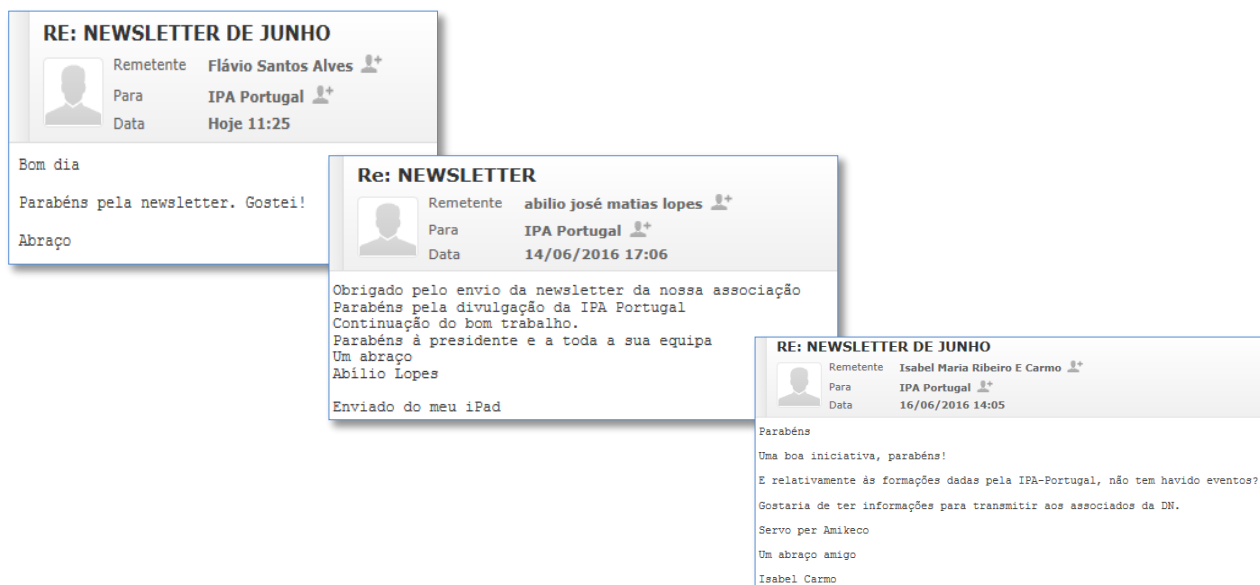 RE: NEWSLETTER DE JUNHO
Remetente Flávio Santos Alves
Para IPA Portugal
Data Hoje 11:25
Bom dia
Parabéns pela newsletter. Gostei!
Abraço
Re: NEWSLETTER
Remetente abilio josé matias lopes
Para IPA Portugal
Data 14/06/2016 17:06
Obrigado pelo envio da newsletter da nossa associação
Parabéns pela divulgação da IPA Portugal
Continuação do bom trabalho.
Parabéns à presidente e a toda a sua equipa
Um abraço
Abílio Lopes
Enviado do meu iPad
RE: NEWSLETTER DE JUNHO
Remetente Isabel Maria Ribeiro E Carmo
Para IPA Portugal
Data 16/06/2016 14:05
Parabéns
Uma boa iniciativa, parabéns!
E relativamente às formações dadas pela IPA-Portugal, não tem havido eventos?
Gostaria de ter informações para transmitir aos associados da DN.
Servo per Amikeco
Um abraço amigo
Isabel Carmo